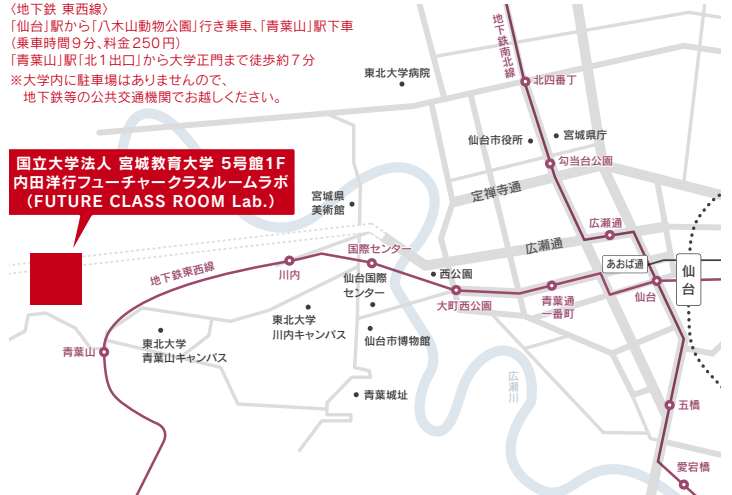 〈地下鉄 東西線〉
「仙台」駅から「八木山動物公園」行き乗車、「青葉山」駅下車
(乗車時間9分、料金250円)
「青葉山」駅「北1出口」から大学正門まで徒歩約7分
※大学内に駐車場はありませんので、
地下鉄等の公共交通機関でお越しください。
地下鉄南北線
東北大学病院
北四番丁
仙台市役所
宮城県庁
勾当台公園
国立大学法人 宮城教育大学 5号館1F
内田洋行フューチャークラスルームラボ
(FUTURE CLASS ROOM Lab.)
宮城県
美術館
定禅寺通
広瀬通
広瀬通
国際センター
あおば通
仙台
地下鉄東西線
川内
仙台国際
センター
西公園
大町西公園
青葉通
一番町
仙台
東北大学
川内キャンパス
仙台市博物館
青葉山
東北大学
青葉山キャンパス
青葉城址
広瀬川
五橋
愛宕橋